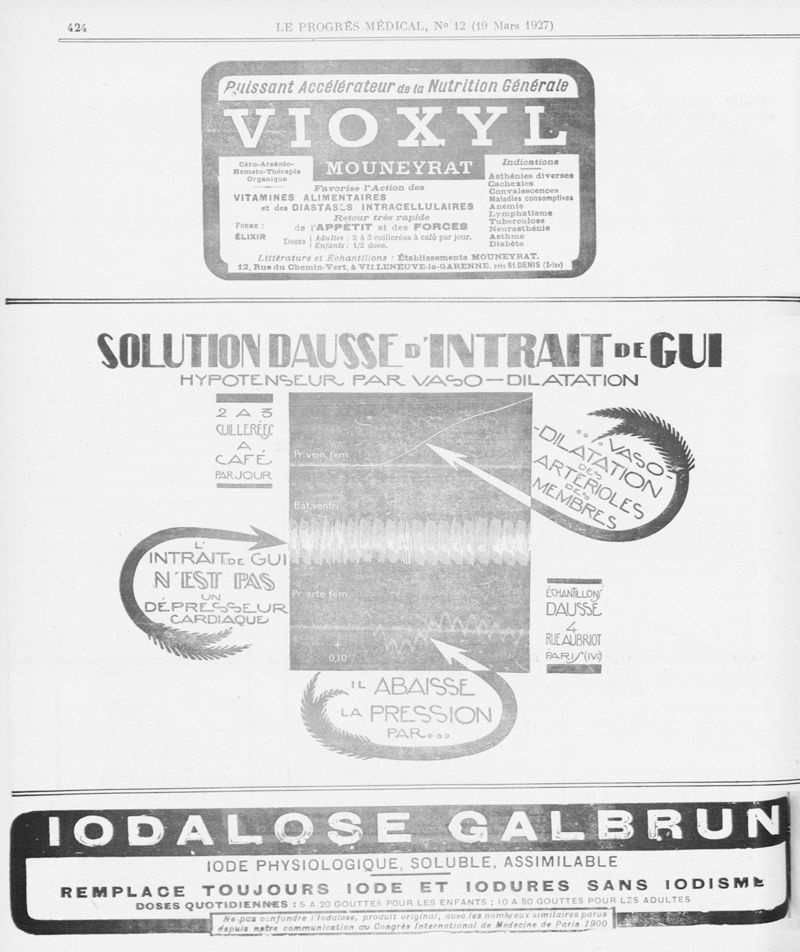 424
LE PROGRÈS MÉDICAL, No 12 (19 Mars 1927)
Puissant Accélérateur de la Nutrition Générale
VIOXYL
MOUNEYRAT
Céro-Arsénio-
Hémato-Thérapie
Organique
Favorise l'Action des
VITAMINES ALIMENTAIRES
et des DIASTASES INTRACELLULAIRES
Retour très rapide
de l'APPÉTIT et des FORCES
FORME :
ÉLIXIR
DOSES
Adultes : 2 à 3 cuillerées à café par jour.
Enfants : 1/2 dose.
Indications
Asthénies diverses
Cachexies
Convalescences
Maladies consomptives
Anémie
Lymphatisme
Tuberculose
Neurasthénie
Asthme
Diabète
Littérature et Échantillons : Établissements MOUNEYRAT,
12, Rue du Chemin-Vert, à VILLENEUVE-la-GARENNE, près St-DENIS (Seine)
SOLUTION DAUSSE D'INTRAIT DE GUI
HYPOTENSEUR PAR VASO-DILATATION
2 A 3
CUILLERÉES
A
CAFÉ
PAR JOUR
Pr. vein. fém.
Bat. ventri
Pr. arte fém.
+
0,10
...VASO-
-DILATATION
DES
ARTÉRIOLES
DES
MEMBRES
L'
INTRAIT DE GUI
N'EST PAS
UN
DÉPRESSEUR
CARDIAQUE
ÉCHANTILLONS
DAUSSE
4
RUE AUBRIOT
PARIS (IVe)
IL ABAISSE
LA PRESSION
PAR...
IODALOSE GALBRUN
IODE PHYSIOLOGIQUE, SOLUBLE, ASSIMILABLE
REMPLACE TOUJOURS IODE ET IODURES SANS IODISME
DOSES QUOTIDIENNES : 5 A 20 GOUTTES POUR LES ENFANTS ; 10 A 50 GOUTTES POUR LES ADULTES
Ne pas confondre l'Iodalose, produit original, avec les nombreux similaires parus
depuis notre communication au Congrès International de Médecine de Paris 1900